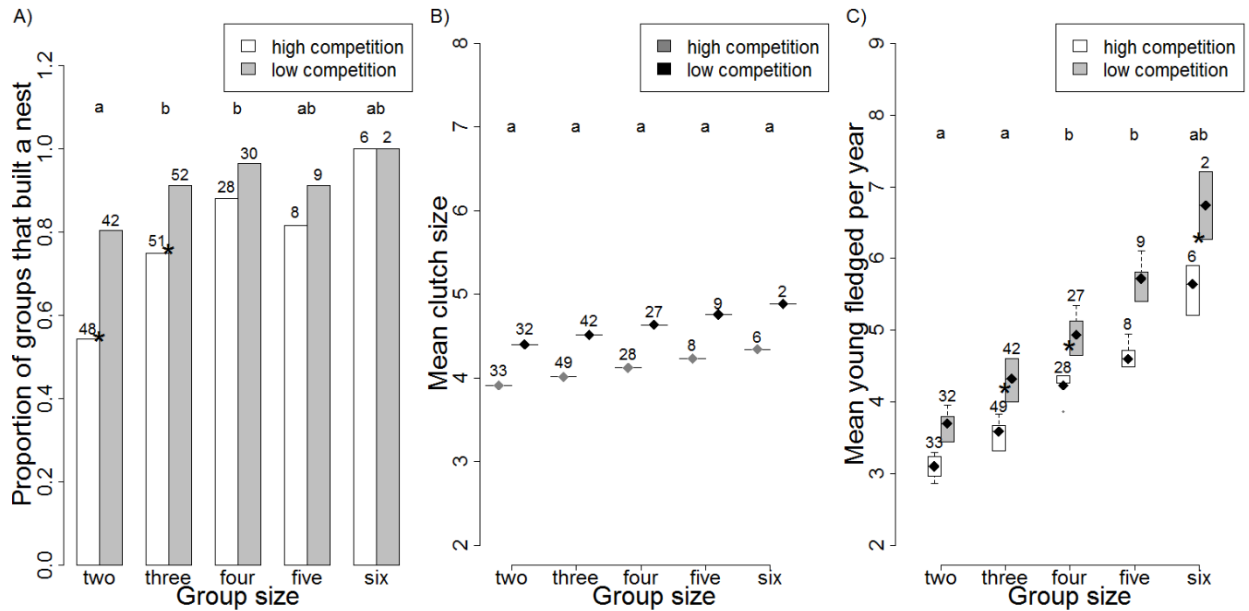 A)
high competition
low competition
Proportion of groups that built a nest
1.2
1.0
0.8
0.6
0.4
0.2
0.0
a b b ab ab
48 42 51 52 28 30 8 9 6 2
two three four five six
Group size
B)
high competition
low competition
Mean clutch size
8
7
6
5
4
3
2
a a a a a
33 32 49 42 28 27 8 9 6 2
two three four five six
Group size
C)
high competition
low competition
Mean young fledged per year
9
8
7
6
5
4
3
2
a a b b ab
33 32 49 42 28 27 8 9 6 2
two three four five six
Group size